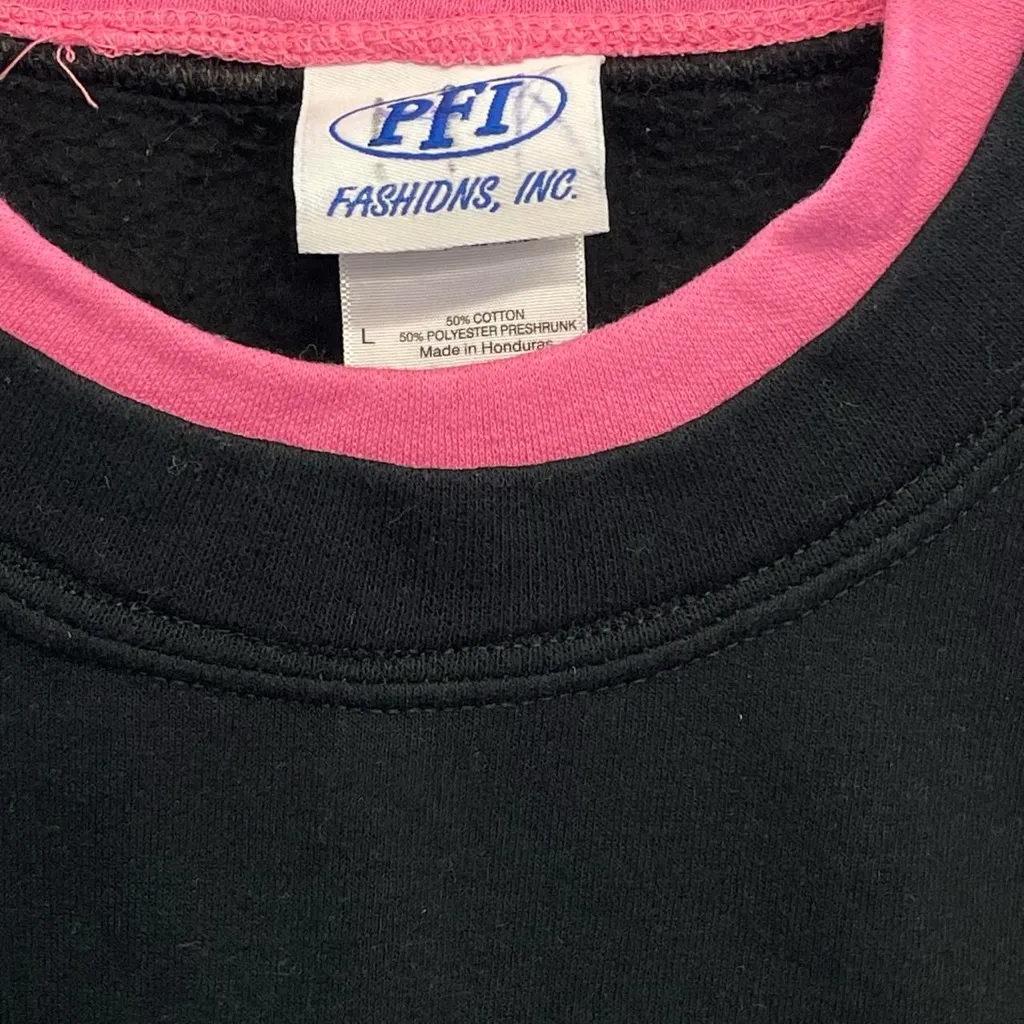 PFI
FASHIONS, INC.
50% COTTON
L 50% POLYESTER PRESHRUNK
Made in Honduras